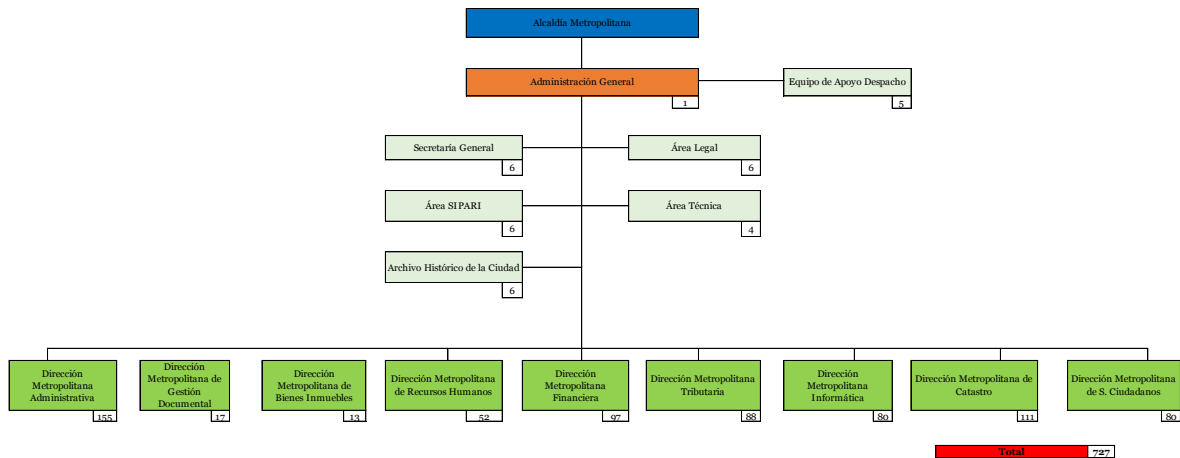 Alcaldía Metropolitana
Administración General
1
Equipo de Apoyo Despacho
5
Secretaría General
6
Área Legal
6
Área SIPARI
6
Área Técnica
4
Archivo Histórico de la Ciudad
6
Dirección
Metropolitana
Administrativa
155
Dirección
Metropolitana de
Gestión
Documental
17
Dirección
Metropolitana de
Bienes Inmuebles
13
Dirección Metropolitana
de Recursos Humanos
52
Dirección
Metropolitana
Financiera
97
Dirección Metropolitana
Tributaria
88
Dirección
Metropolitana
Informática
80
Dirección Metropolitana de
Catastro
111
Dirección Metropolitana
de S. Ciudadanos
80
Total
727